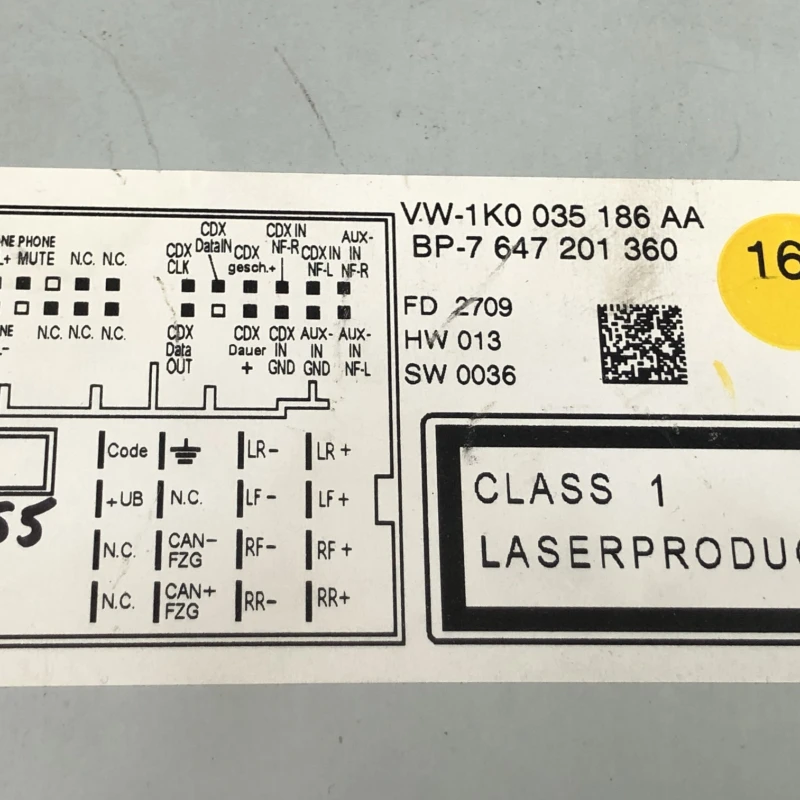 V.W-1K0 035 186 AA
BP-7 647 201 360
FD 2709
HW 013
SW 0036
16
PHONE
L+ MUTE N.C. N.C.
CDX CLK
CDX DataIN
CDX gesch.+
CDX IN NF-R
CDX IN NF-L
AUX-IN NF-R
N.C. N.C. N.C.
CDX Data OUT
CDX Dauer +
CDX IN GND
AUX-IN GND
AUX-IN NF-L
Code LR- LR+
+UB N.C. LF- LF+
N.C. CAN- FZG RF- RF+
N.C. CAN+ FZG RR- RR+
55
CLASS 1
LASERPRODUC